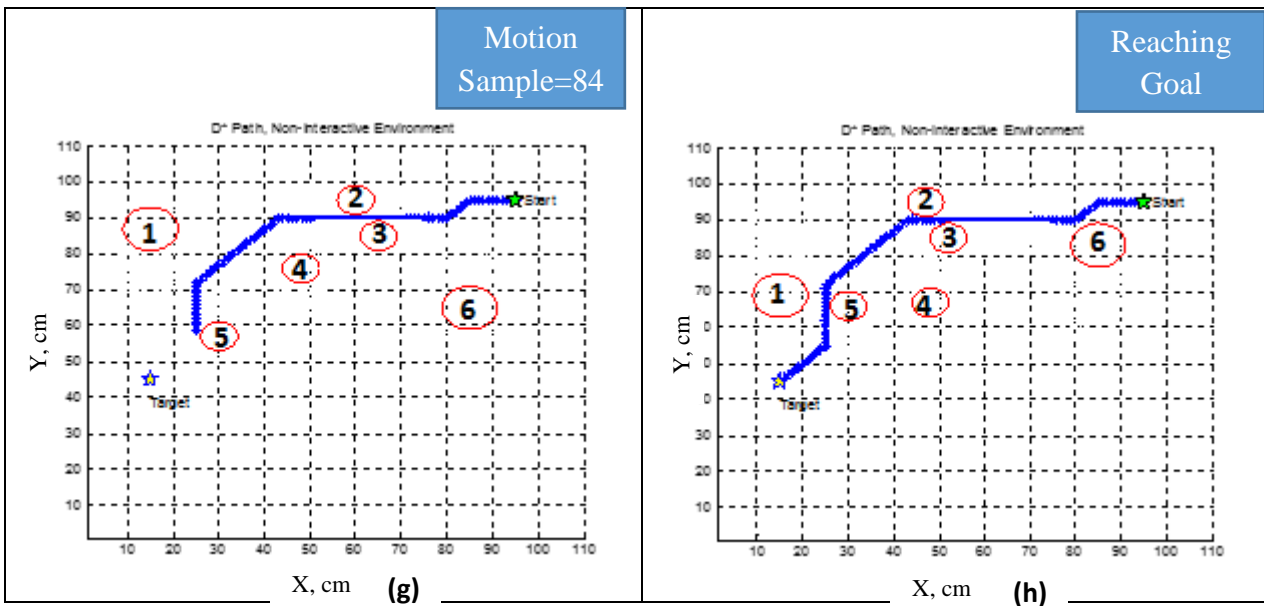 Motion
Sample=84
D* Path, Non-Interactive Environment
110
100
90
80
70
60
50
40
30
20
10
10 20 30 40 50 60 70 80 90 100 110
Y, cm
X, cm
(g)
Start
Target
1
2
3
4
5
6
Reaching
Goal
D* Path, Non-Interactive Environment
110
100
90
80
70
0
0
0
30
20
10
10 20 30 40 50 60 70 80 90 100 110
Y, cm
X, cm
(h)
Start
Target
1
2
3
4
5
6